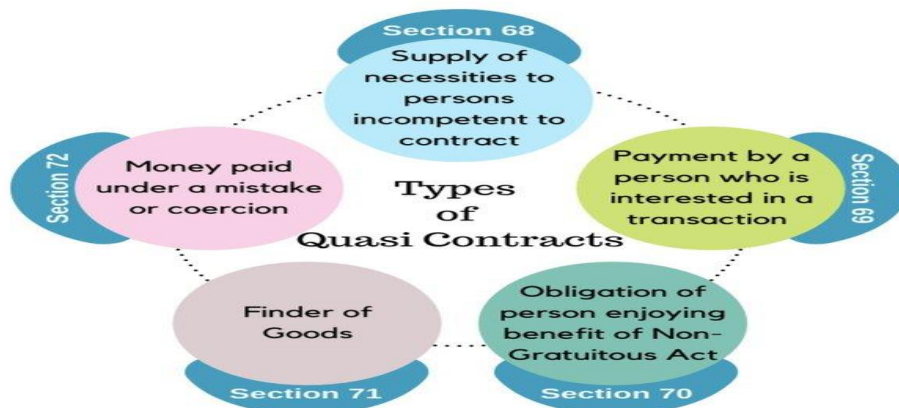 Section 68
Supply of
necessities to
persons
incompetent to
contract
Section 72
Money paid
under a mistake
or coercion
Types
of
Quasi Contracts
Payment by a
person who is
interested in a
transaction
Section 69
Finder of
Goods
Section 71
Obligation of
person enjoying
benefit of Non-
Gratuitous Act
Section 70